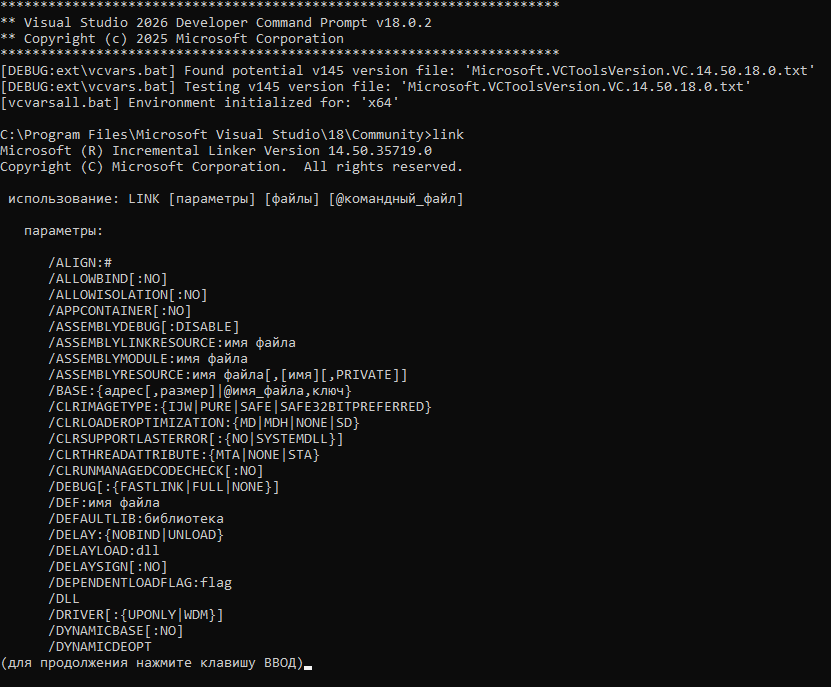 **********************************************************************
** Visual Studio 2026 Developer Command Prompt v18.0.2
** Copyright (c) 2025 Microsoft Corporation
**********************************************************************
[DEBUG:ext\vcvars.bat] Found potential v145 version file: 'Microsoft.VCToolsVersion.VC.14.50.18.0.txt'
[DEBUG:ext\vcvars.bat] Testing v145 version file: 'Microsoft.VCToolsVersion.VC.14.50.18.0.txt'
[vcvarsall.bat] Environment initialized for: 'x64'
C:\Program Files\Microsoft Visual Studio\18\Community>link
Microsoft (R) Incremental Linker Version 14.50.35719.0
Copyright (C) Microsoft Corporation.  All rights reserved.
использование: LINK [параметры] [файлы] [@командный_файл]
параметры:
/ALIGN:#
/ALLOWBIND[:NO]
/ALLOWISOLATION[:NO]
/APPCONTAINER[:NO]
/ASSEMBLYDEBUG[:DISABLE]
/ASSEMBLYLINKRESOURCE:имя файла
/ASSEMBLYMODULE:имя файла
/ASSEMBLYRESOURCE:имя файла[,[имя][,PRIVATE]]
/BASE:{адрес[,размер]|@имя_файла,ключ}
/CLRIMAGETYPE:{IJW|PURE|SAFE|SAFE32BITPREFERRED}
/CLRLOADEROPTIMIZATION:{MD|MDH|NONE|SD}
/CLRSUPPORTLASTERROR[:{NO|SYSTEMDLL}]
/CLRTHREADATTRIBUTE:{MTA|NONE|STA}
/CLRUNMANAGEDCODECHECK[:NO]
/DEBUG[:{FASTLINK|FULL|NONE}]
/DEF:имя файла
/DEFAULTLIB:библиотека
/DELAY:{NOBIND|UNLOAD}
/DELAYLOAD:dll
/DELAYSIGN[:NO]
/DEPENDENTLOADFLAG:flag
/DLL
/DRIVER[:{UPONLY|WDM}]
/DYNAMICBASE[:NO]
/DYNAMICDEOPT
(для продолжения нажмите клавишу ВВОД)